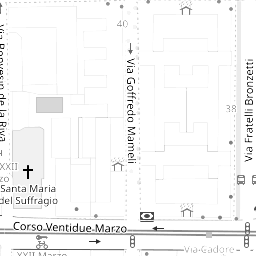 40
Via Bonvesin de la Riva
Via Goffredo Mameli
38
Via Fratelli Bronzetti
XXII
Santa Maria
del Suffragio
Corso Ventidue-Marzo
XXII Marzo
Via-Cadore